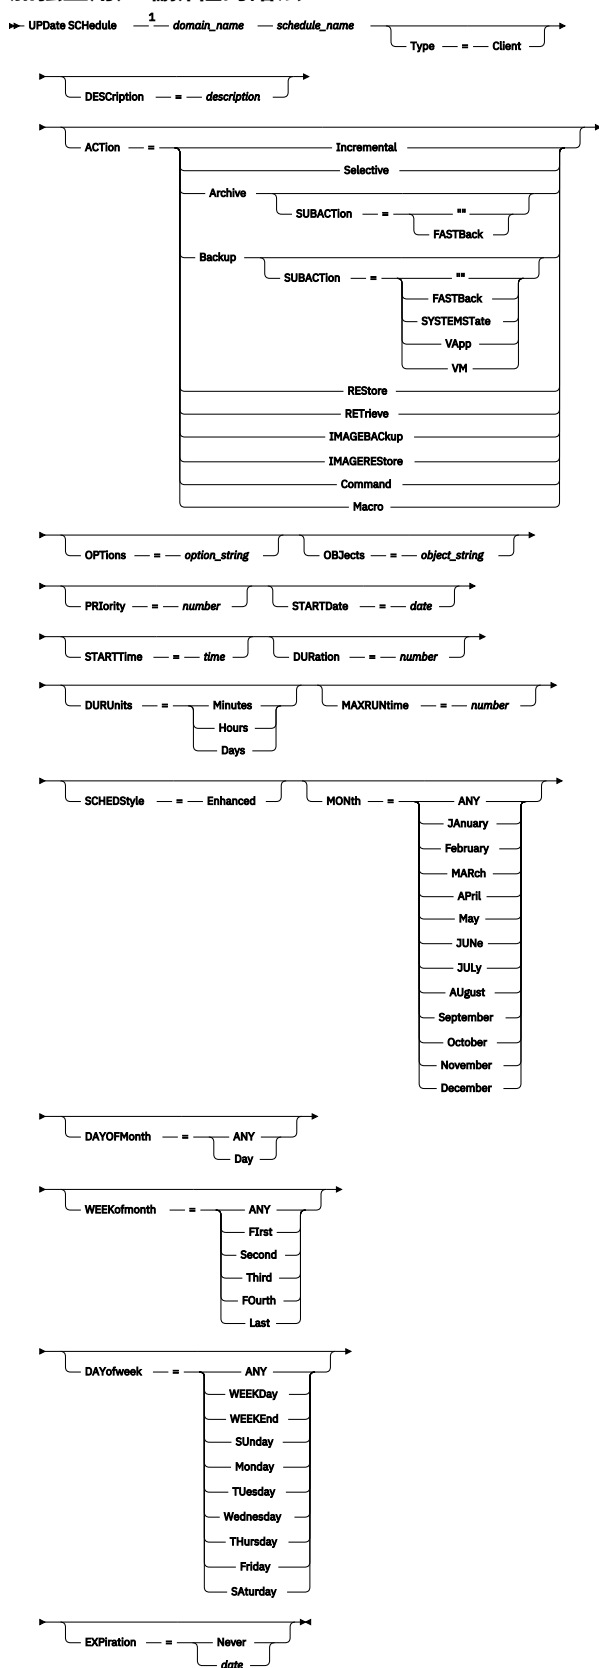 1
UPDate SCHedule domain_name schedule_name
Type = Client
DESCription = description
ACTion = Incremental
Selective
Archive
SUBACTion = ""
FASTBack
Backup
SUBACTion = ""
FASTBack
SYSTEMSTate
VApp
VM
REStore
RETrieve
IMAGEBACkup
IMAGEREStore
Command
Macro
OPTions = option_string OBJects = object_string
PRIority = number STARTDate = date
STARTTime = time DURation = number
DURUnits = Minutes MAXRUNtime = number
Hours
Days
SCHEDStyle = Enhanced MONth = ANY
JAnuary
February
MARch
APril
May
JUNe
JULy
AUgust
September
October
November
December
DAYOFMonth = ANY
Day
WEEKofmonth = ANY
FIrst
Second
Third
FOurth
Last
DAYofweek = ANY
WEEKDay
WEEKEnd
SUnday
Monday
TUesday
Wednesday
THursday
Friday
SAturday
EXPiration = Never
date